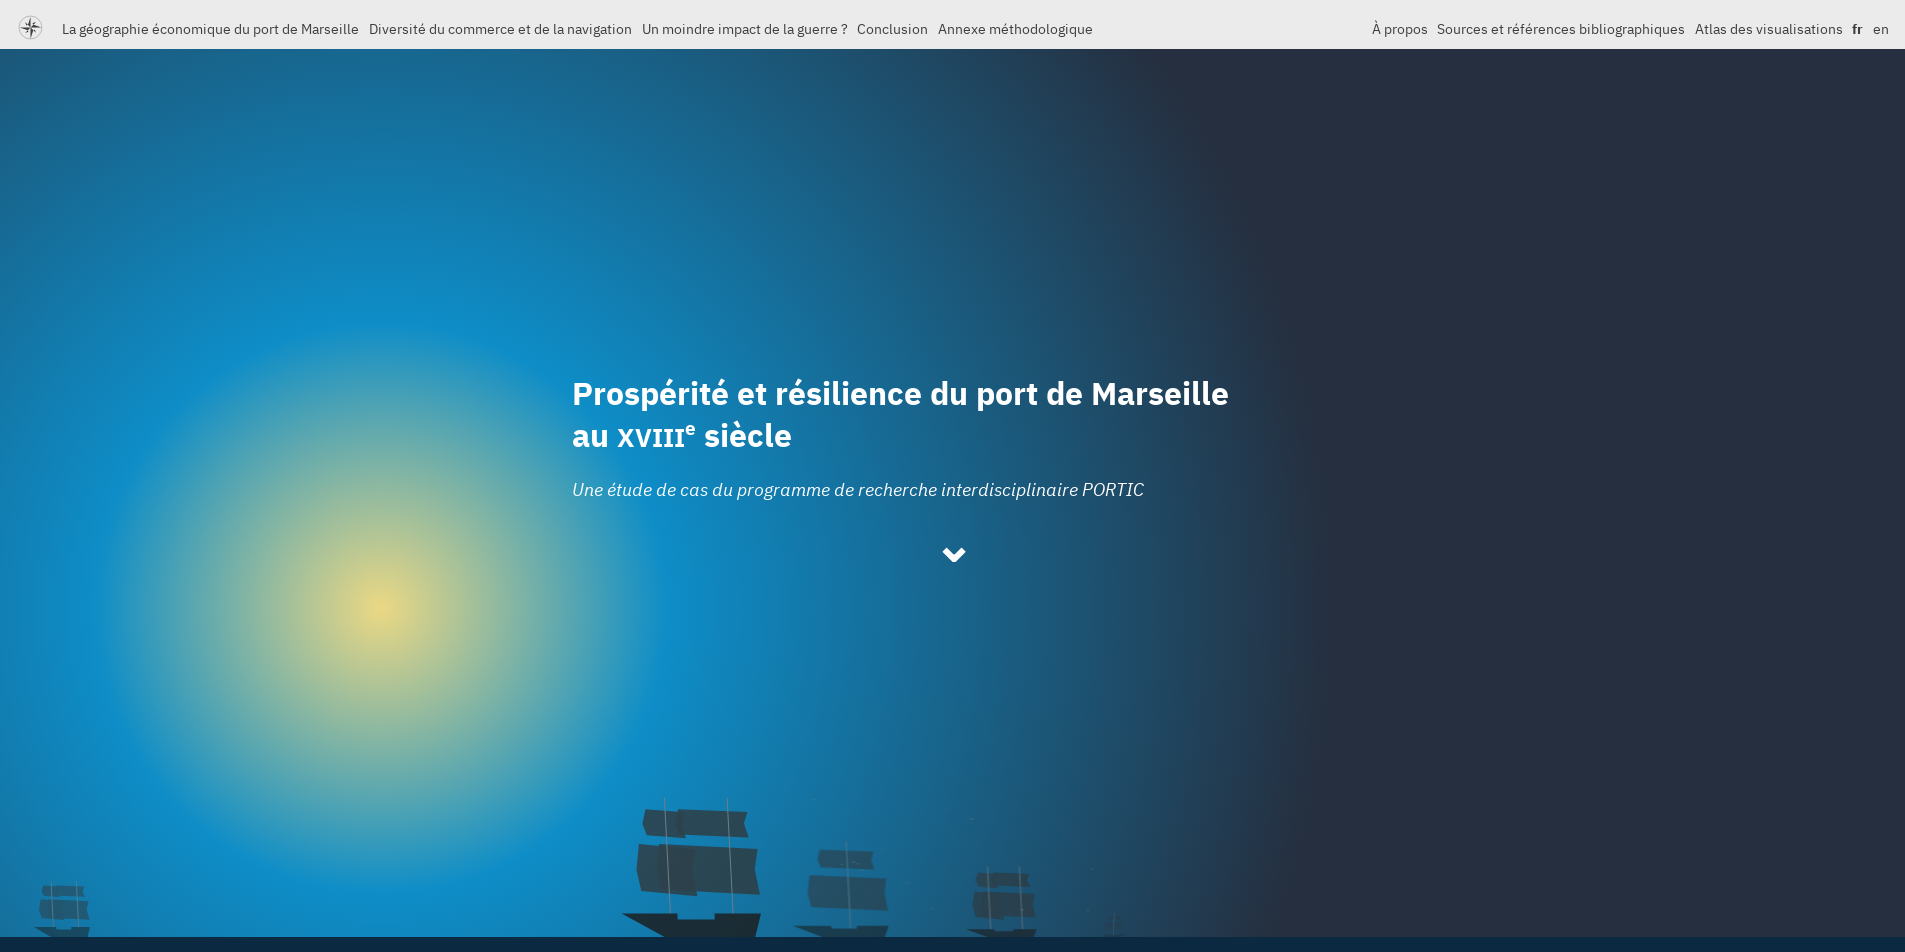 La géographie économique du port de Marseille Diversité du commerce et de la navigation Un moindre impact de la guerre ? Conclusion Annexe méthodologique À propos Sources et références bibliographiques Atlas des visualisations fr en
Prospérité et résilience du port de Marseille
au XVIIIe siècle
Une étude de cas du programme de recherche interdisciplinaire PORTIC